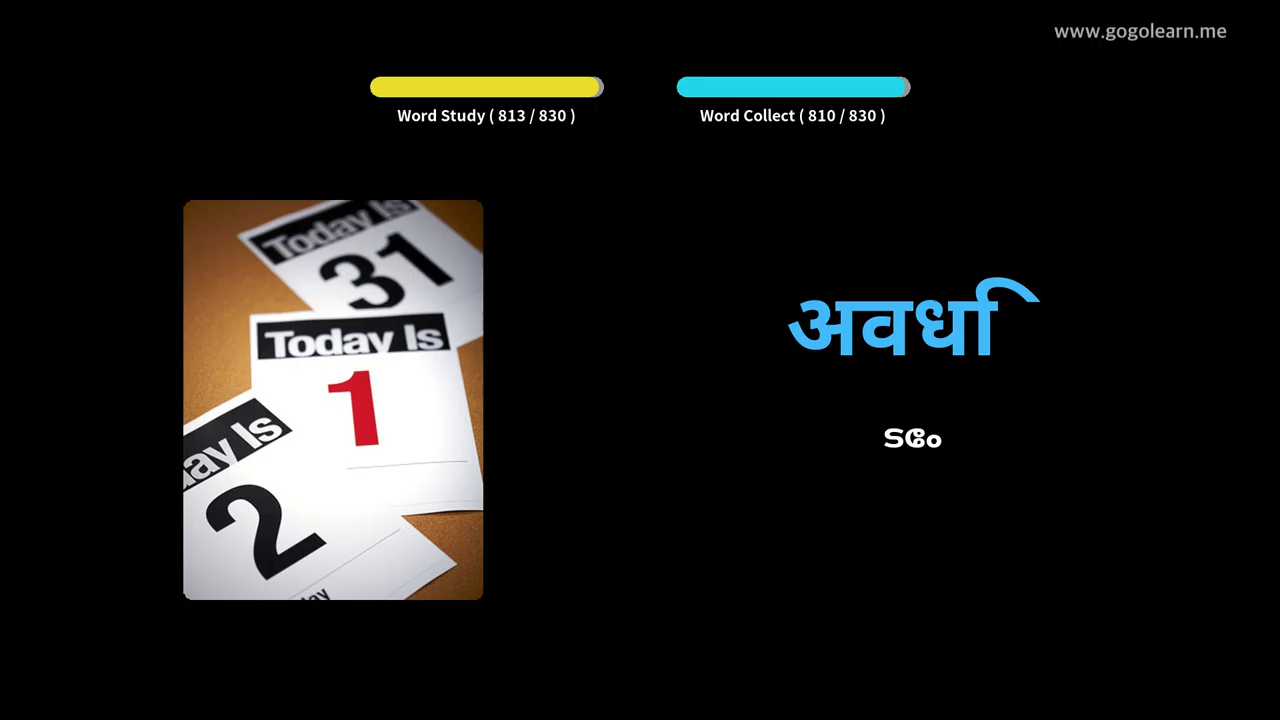 www.gogolearn.me
Word Study ( 813 / 830 )
Word Collect ( 810 / 830 )
Today Is
31
Today Is
1
ay Is
2
अवधि
ടേം